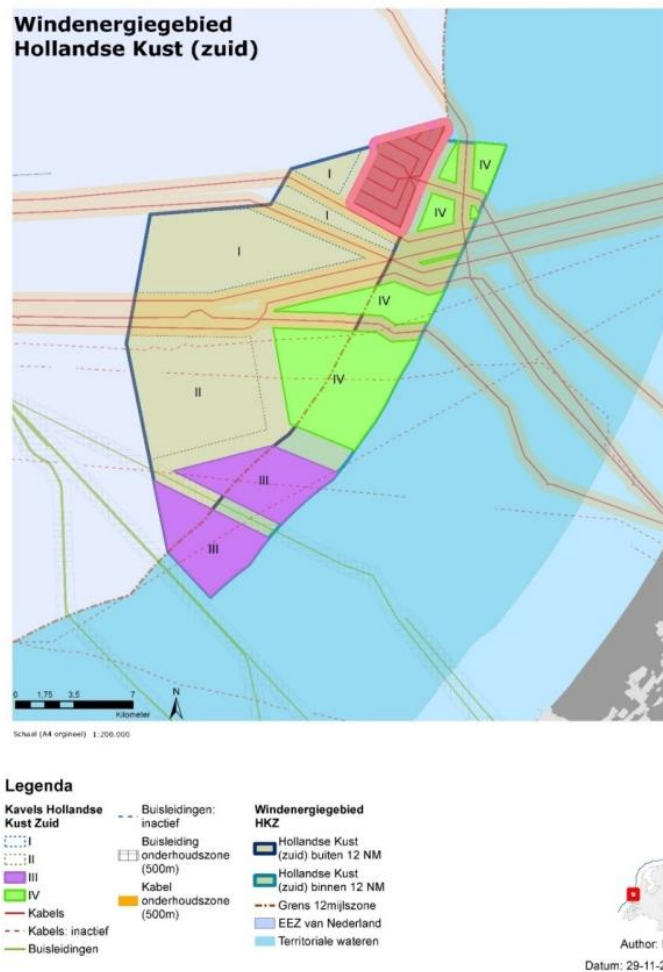 Windenergiegebied
Hollandse Kust (zuid)
I
IV
I
IV
I
IV
IV
II
III
III
0 1,75 3,5 7
Kilometer
N
Schaal (A4 orgineel) 1:200.000
Legenda
Kavels Hollandse
Kust Zuid
I
II
III
IV
Kabels
Kabels: inactief
Buisleidingen
Buisleidingen:
inactief
Buisleiding
onderhoudszone
(500m)
Kabel
onderhoudszone
(500m)
Windenergiegebied
HKZ
Hollandse Kust
(zuid) buiten 12 NM
Hollandse Kust
(zuid) binnen 12 NM
Grens 12mijlszone
EEZ van Nederland
Territoriale wateren
Author:
Datum: 29-11-2